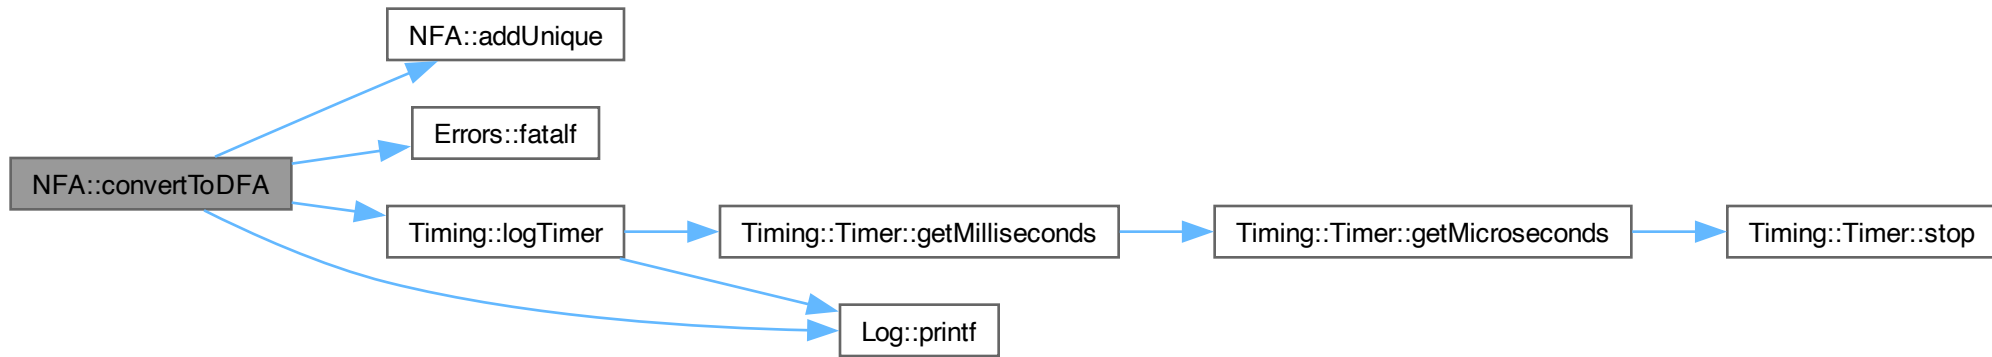 NFA::addUnique
Errors::fatalf
NFA::convertToDFA
Timing::logTimer
Timing::Timer::getMilliseconds
Timing::Timer::getMicroseconds
Timing::Timer::stop
Log::printf